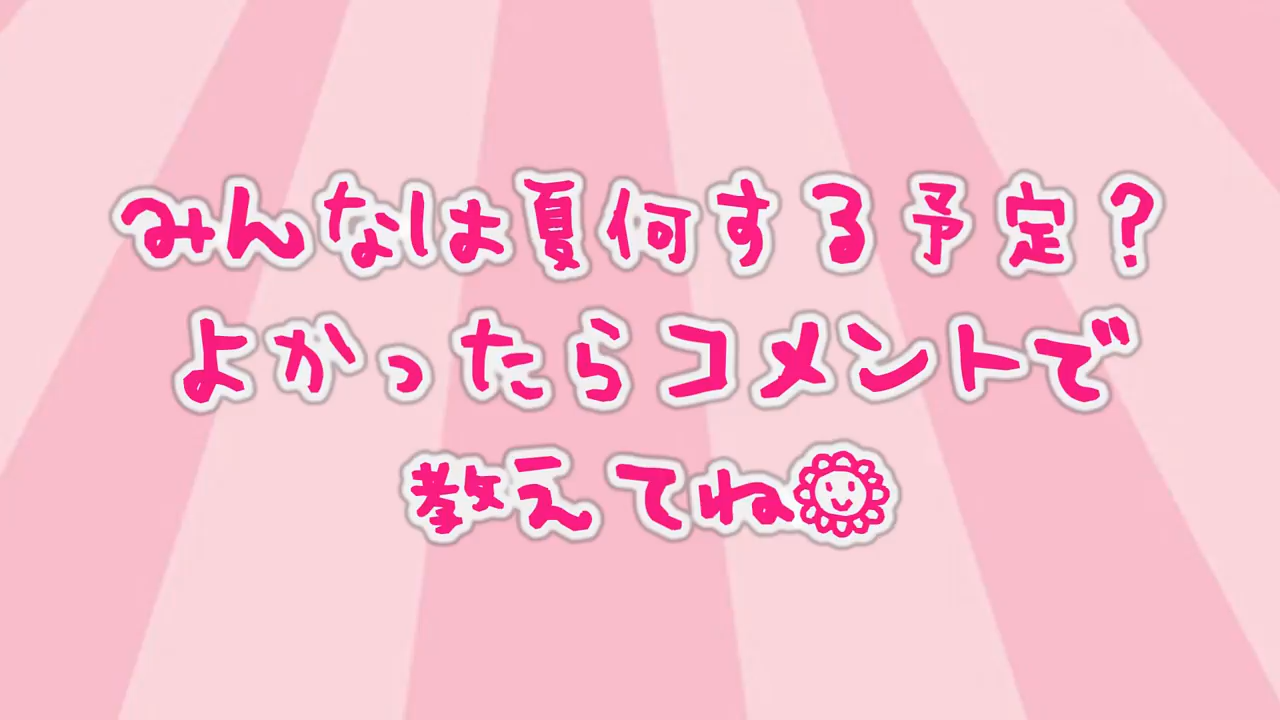 みんなは夏何する予定?
よかったらコメントで
教えてね🌼